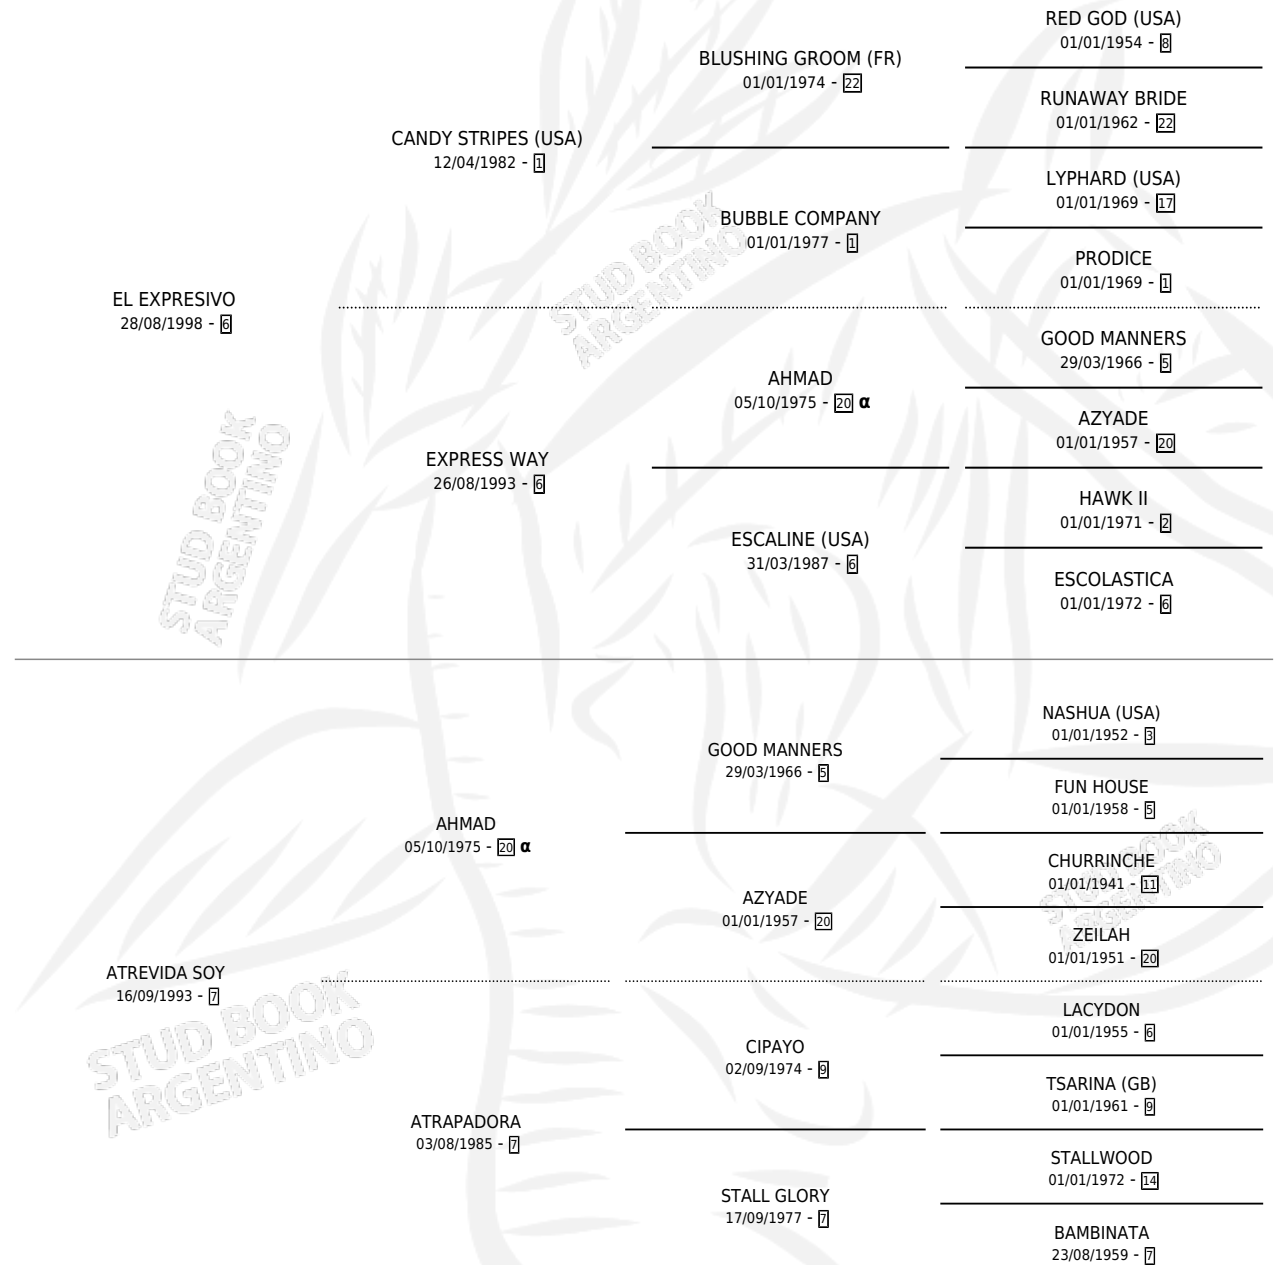 RED GOD (USA)
01/01/1954 - 8
BLUSHING GROOM (FR)
01/01/1974 - 22
RUNAWAY BRIDE
01/01/1962 - 22
CANDY STRIPES (USA)
12/04/1982 - 1
LYPHARD (USA)
01/01/1969 - 17
BUBBLE COMPANY
01/01/1977 - 1
PRODICE
01/01/1969 - 1
EL EXPRESIVO
28/08/1998 - 6
GOOD MANNERS
29/03/1966 - 5
AHMAD
05/10/1975 - 20 α
AZYADE
01/01/1957 - 20
EXPRESS WAY
26/08/1993 - 6
HAWK II
01/01/1971 - 2
ESCALINE (USA)
31/03/1987 - 6
ESCOLASTICA
01/01/1972 - 6
NASHUA (USA)
01/01/1952 - 3
GOOD MANNERS
29/03/1966 - 5
FUN HOUSE
01/01/1958 - 5
AHMAD
05/10/1975 - 20 α
CHURRINCHE
01/01/1941 - 11
AZYADE
01/01/1957 - 20
ZEILAH
01/01/1951 - 20
ATREVIDA SOY
16/09/1993 - 7
LACYDON
01/01/1955 - 6
CIPAYO
02/09/1974 - 9
TSARINA (GB)
01/01/1961 - 9
ATRAPADORA
03/08/1985 - 7
STALLWOOD
01/01/1972 - 14
STALL GLORY
17/09/1977 - 7
BAMBINATA
23/08/1959 - 7
STUD BOOK
ARGENTINO
STUD BOOK
ARGENTINO
STUD BOOK
ARGENTINO
STUD BOOK
ARGENTINO